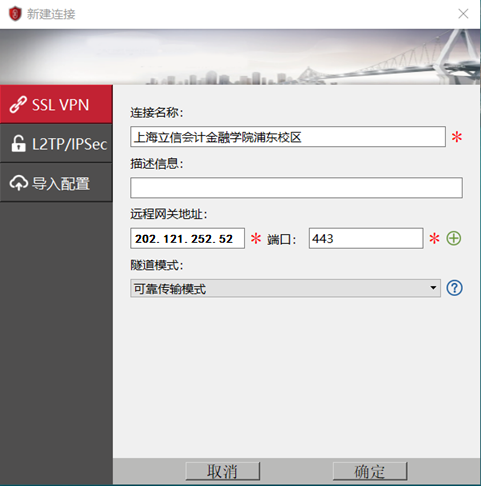 新建连接
SSL VPN
L2TP/IPSec
导入配置
连接名称：
上海立信会计金融学院浦东校区 *
描述信息：
远程网关地址：
202.121.252.52 * 端口： 443 *
隧道模式：
可靠传输模式
取消 确定